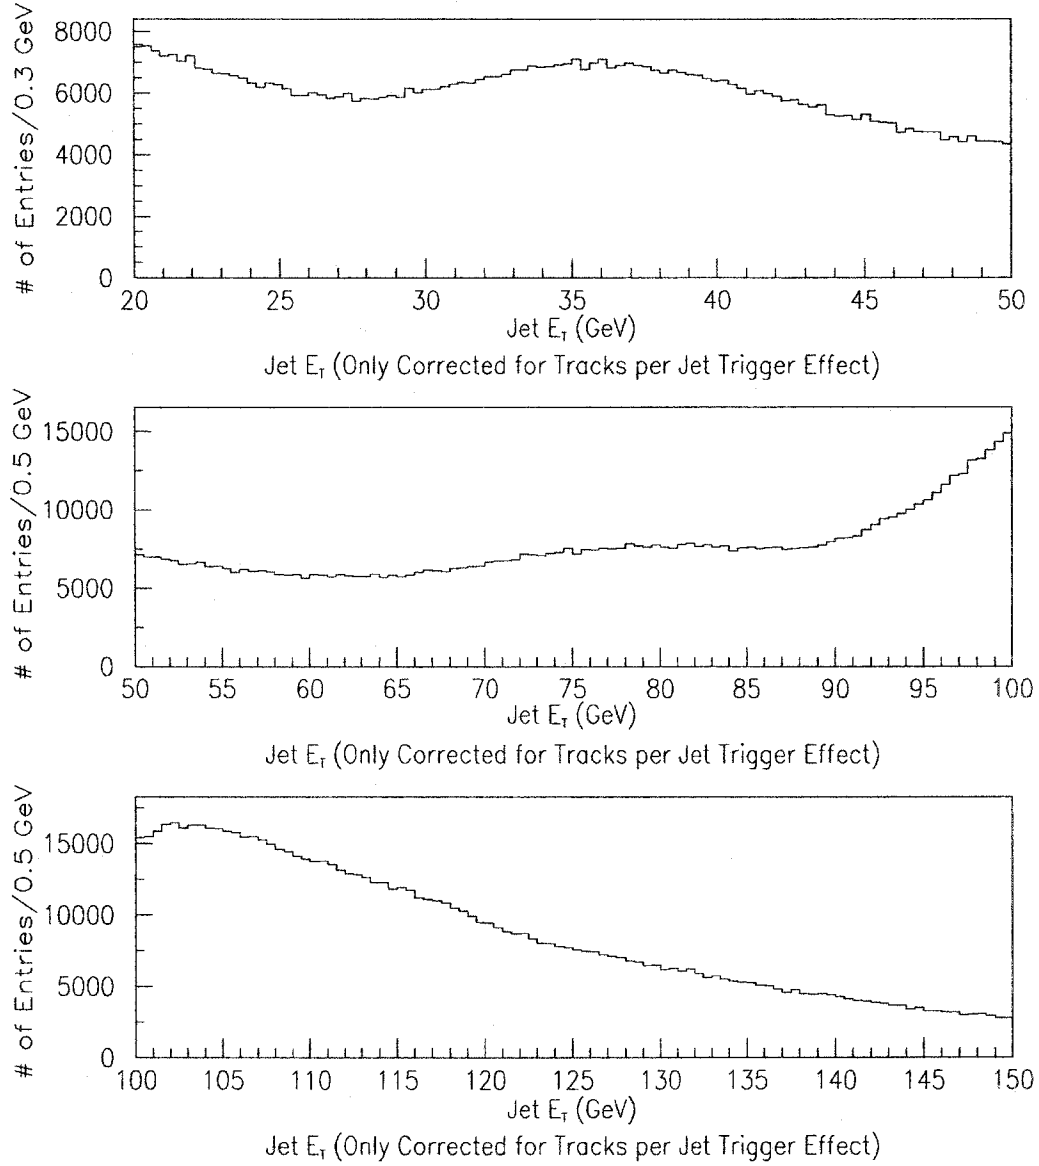 # of Entries/0.3 GeV
8000
6000
4000
2000
0
20 25 30 35 40 45 50
Jet E_T (GeV)
Jet E_T (Only Corrected for Tracks per Jet Trigger Effect)
# of Entries/0.5 GeV
15000
10000
5000
0
50 55 60 65 70 75 80 85 90 95 100
Jet E_T (GeV)
Jet E_T (Only Corrected for Tracks per Jet Trigger Effect)
# of Entries/0.5 GeV
15000
10000
5000
0
100 105 110 115 120 125 130 135 140 145 150
Jet E_T (GeV)
Jet E_T (Only Corrected for Tracks per Jet Trigger Effect)